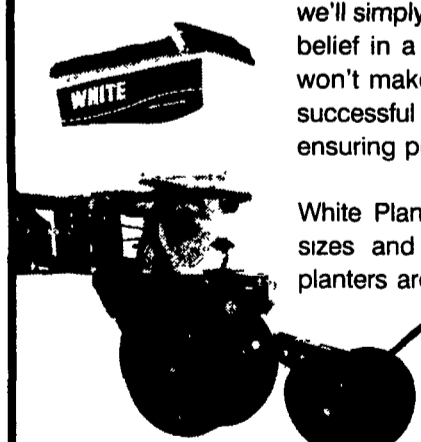 we'll simply
belief in a
won't make
successful
ensuring p
WHITE
White Plan
sizes and
planters are